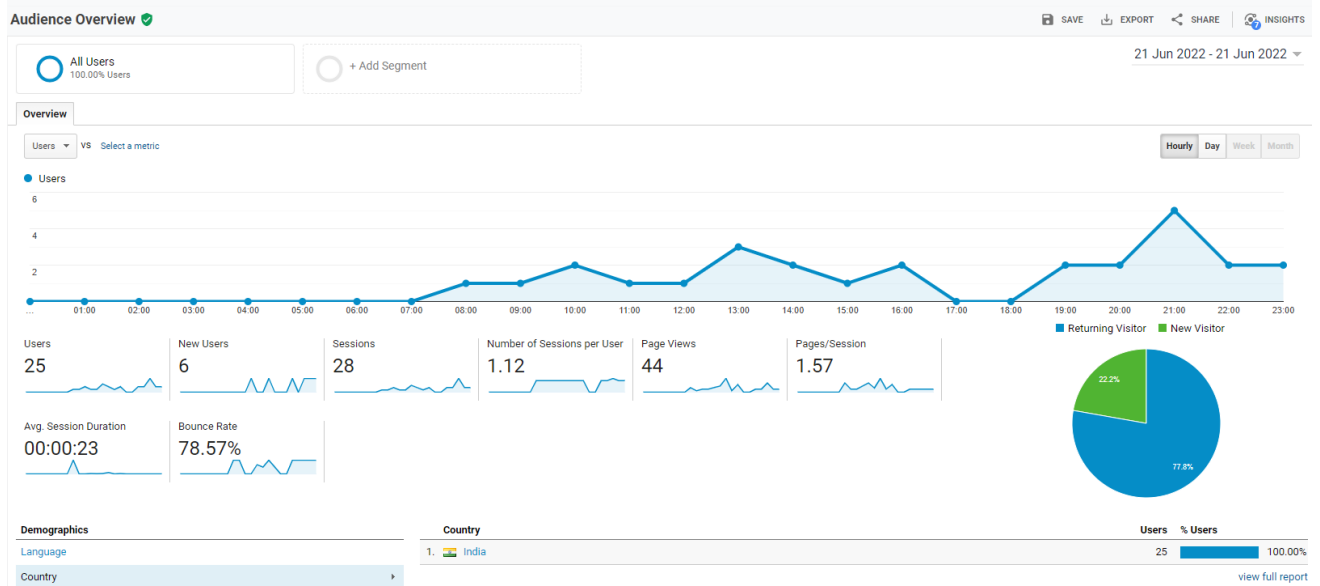 Audience Overview SAVE EXPORT SHARE INSIGHTS
7
All Users
100.00% Users
+ Add Segment
21 Jun 2022 - 21 Jun 2022
Overview
Users VS Select a metric
Hourly Day Week Month
Users
6
4
2
... 01:00 02:00 03:00 04:00 05:00 06:00 07:00 08:00 09:00 10:00 11:00 12:00 13:00 14:00 15:00 16:00 17:00 18:00 19:00 20:00 21:00 22:00 23:00
Returning Visitor New Visitor
Users New Users Sessions Number of Sessions per User Page Views Pages/Session
25 6 28 1.12 44 1.57
22.2%
77.8%
Avg. Session Duration Bounce Rate
00:00:23 78.57%
Demographics
Language
Country
Country Users % Users
1. India 25 100.00%
view full report